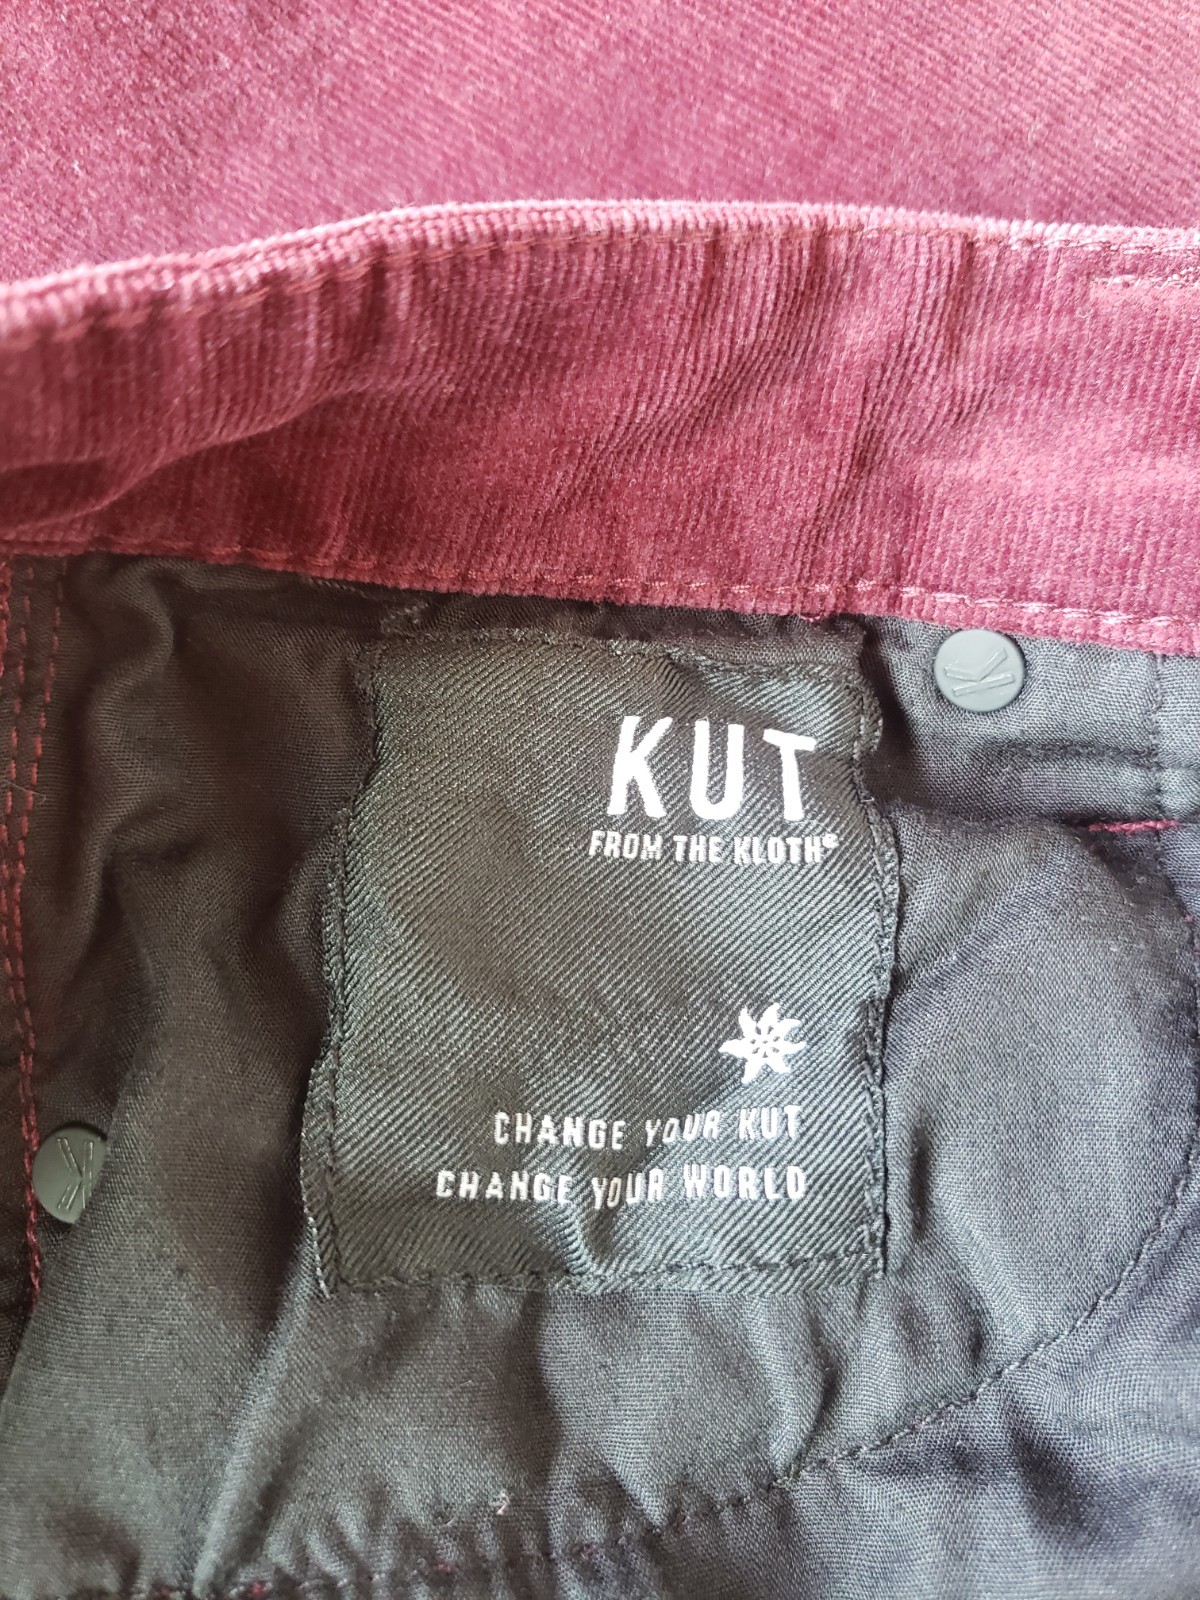 KUT
FROM THE KLOTH®
CHANGE YOUR KUT
CHANGE YOUR WORLD
K
K